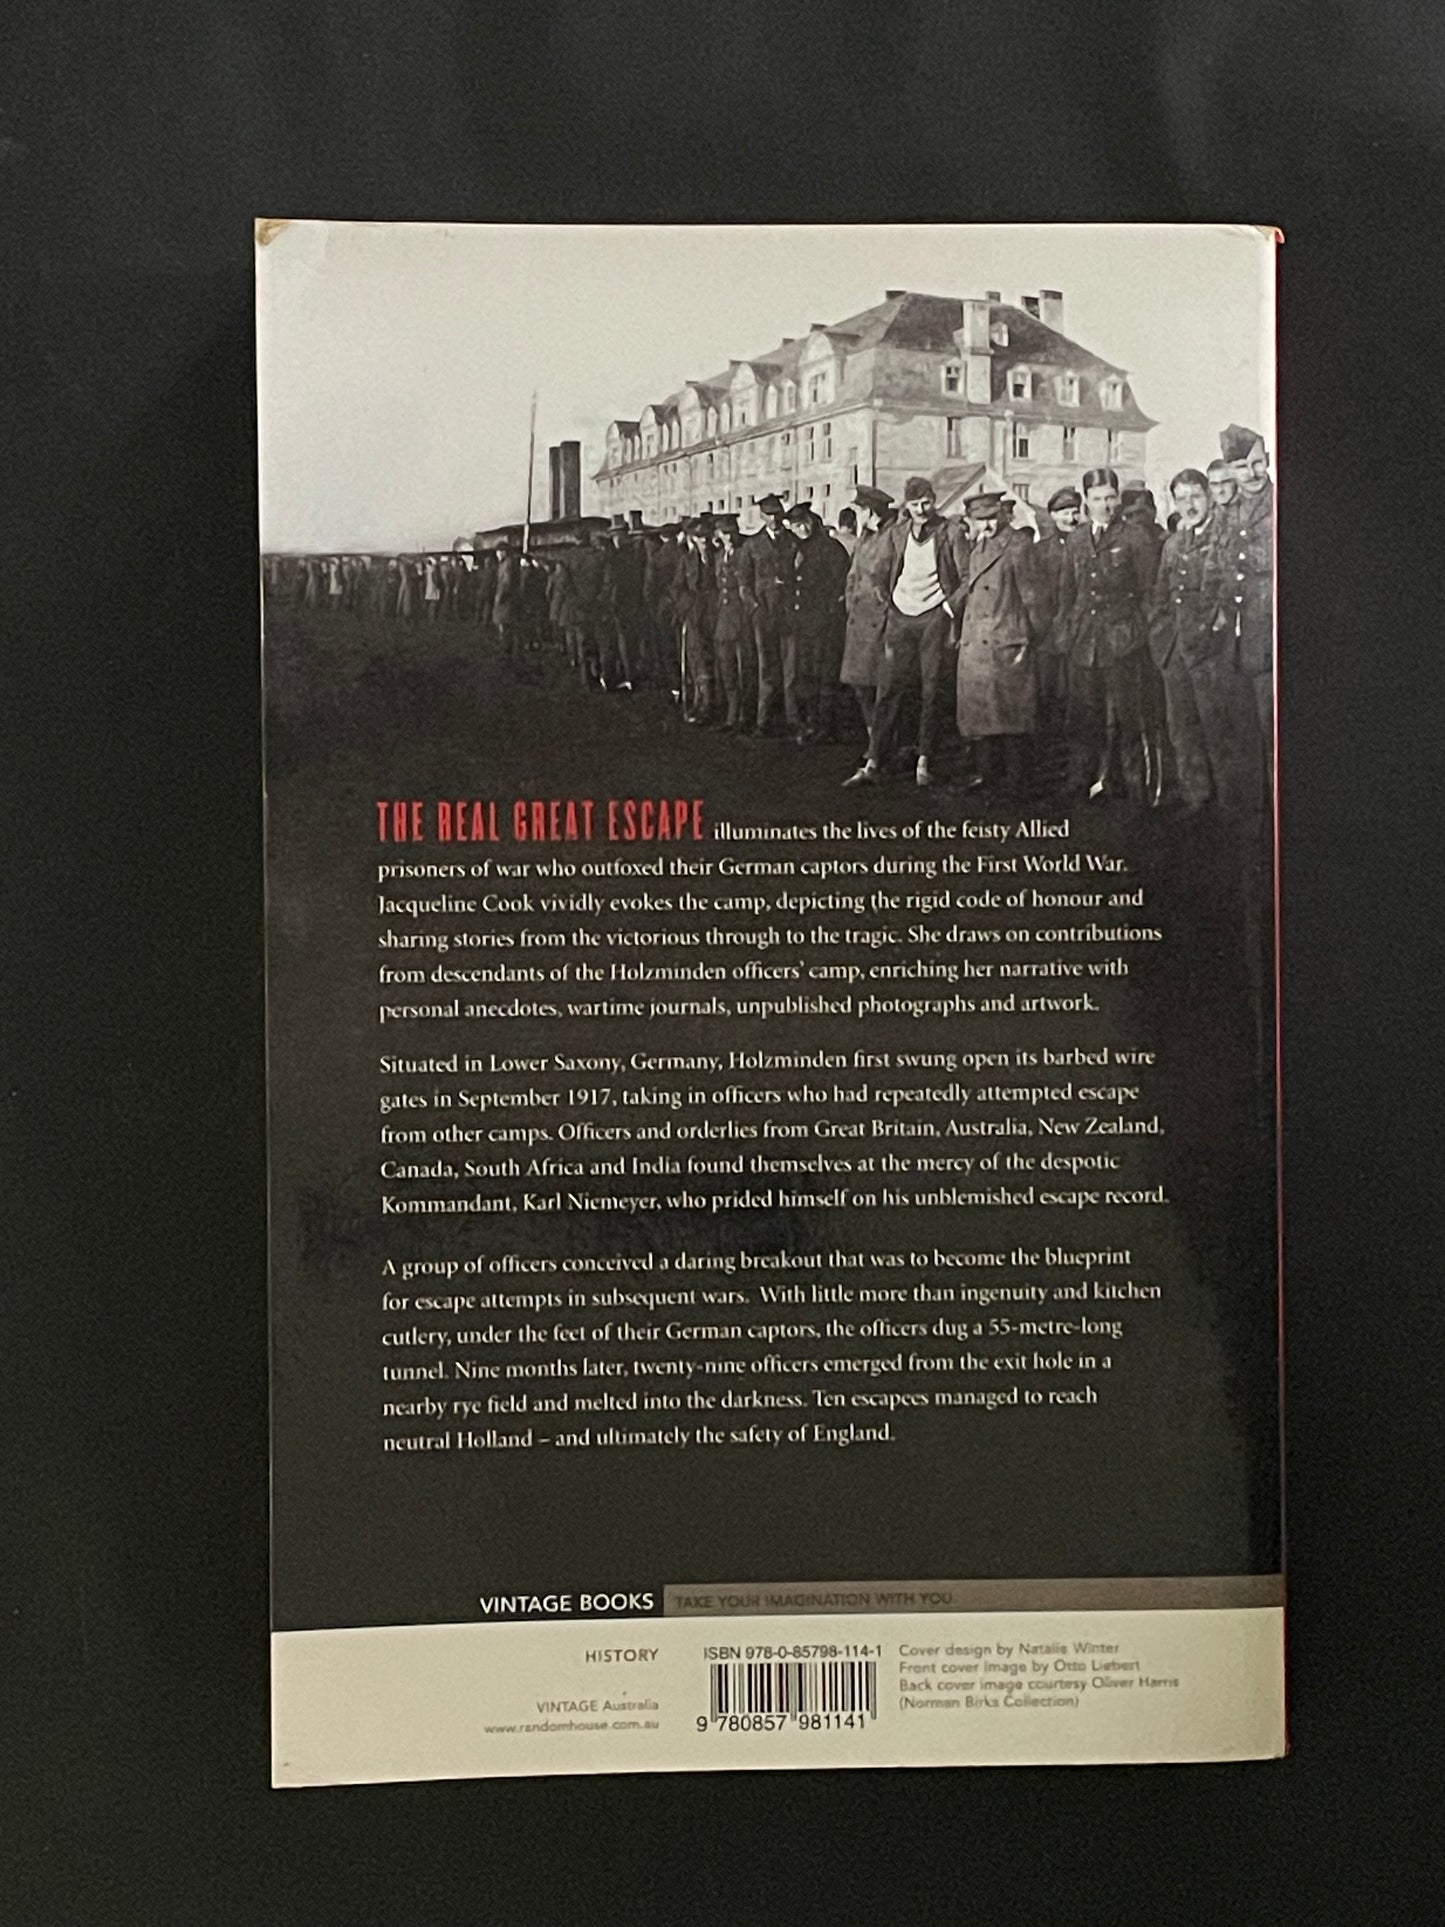 THE REAL GREAT ESCAPE illuminates the lives of the feisty Allied
prisoners of war who outfoxed their German captors during the First World War.
Jacqueline Cook vividly evokes the camp, depicting the rigid code of honour and
sharing stories from the victorious through to the tragic. She draws on contributions
from descendants of the Holzminden officers' camp, enriching her narrative with
personal anecdotes, wartime journals, unpublished photographs and artwork.
Situated in Lower Saxony, Germany, Holzminden first swung open its barbed wire
gates in September 1917, taking in officers who had repeatedly attempted escape
from other camps. Officers and orderlies from Great Britain, Australia, New Zealand,
Canada, South Africa and India found themselves at the mercy of the despotic
Kommandant, Karl Niemeyer, who prided himself on his unblemished escape record.
A group of officers conceived a daring breakout that was to become the blueprint
for escape attempts in subsequent wars. With little more than ingenuity and kitchen
cutlery, under the feet of their German captors, the officers dug a 55-metre-long
tunnel. Nine months later, twenty-nine officers emerged from the exit hole in a
nearby rye field and melted into the darkness. Ten escapees managed to reach
neutral Holland – and ultimately the safety of England.
VINTAGE BOOKS TAKE YOUR IMAGINATION WITH YOU
HISTORY
VINTAGE Australia
www.randomhouse.com.au
ISBN 978-0-85798-114-1
9 780857 981141
Cover design by Natalie Winter
Front cover image by Otto Liebert
Back cover image courtesy Oliver Harris
(Norman Birks Collection)